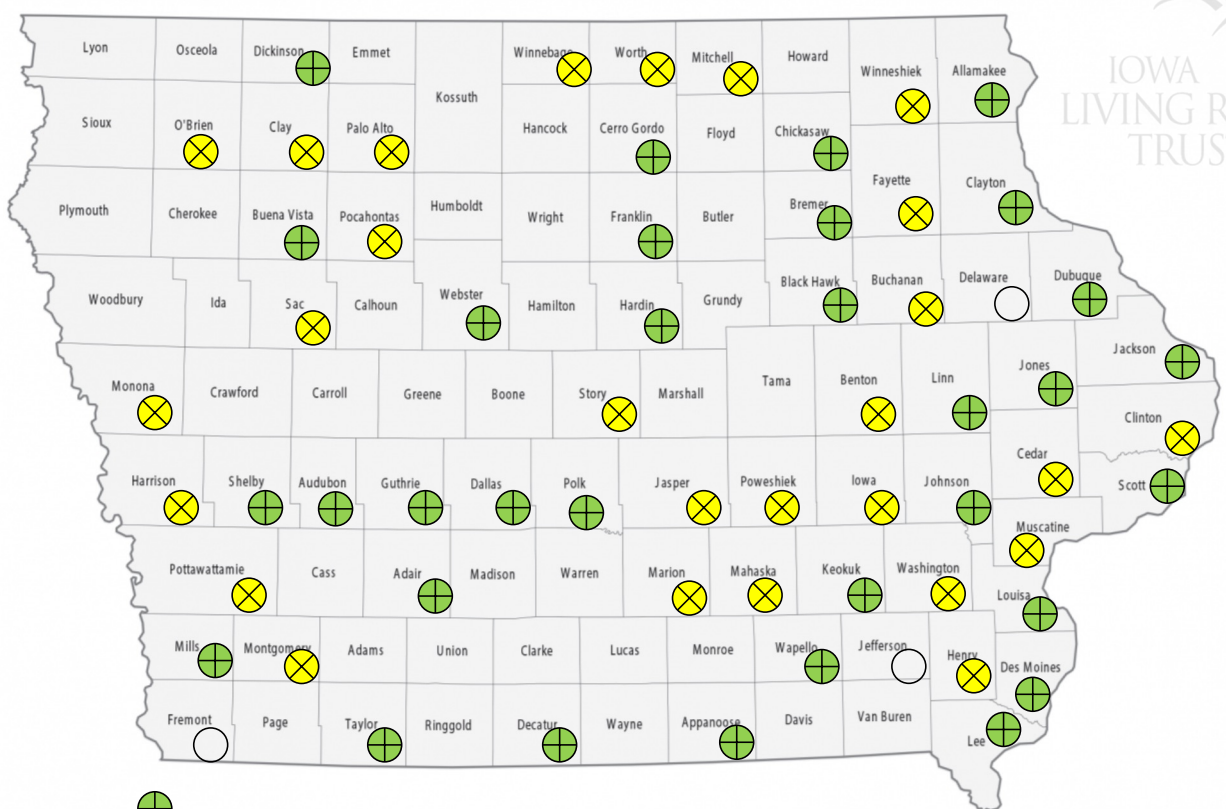 Lyon Osceola Dickinson Emmet Winnebago Worth Mitchell Howard
Winneshiek Allamakee
IOWA
LIVING R
TRUS
Kossuth
Sioux O'Brien Clay Palo Alto Hancock Cerro Gordo Floyd Chickasaw
Fayette Clayton
Plymouth Cherokee Buena Vista Pocahontas Humboldt Wright Franklin Butler Bremer
Woodbury Ida Sac Calhoun Webster Hamilton Hardin Grundy Black Hawk Buchanan Delaware Dubuque
Jackson
Monona Crawford Carroll Greene Boone Story Marshall Tama Benton Linn Jones
Clinton
Harrison Shelby Audubon Guthrie Dallas Polk Jasper Poweshiek Iowa Johnson Cedar Scott
Muscatine
Pottawattamie Cass Adair Madison Warren Marion Mahaska Keokuk Washington
Louisa
Mills Montgomery Adams Union Clarke Lucas Monroe Wapello Jefferson Henry Des Moines
Fremont Page Taylor Ringgold Decatur Wayne Appanoose Davis Van Buren
Lee